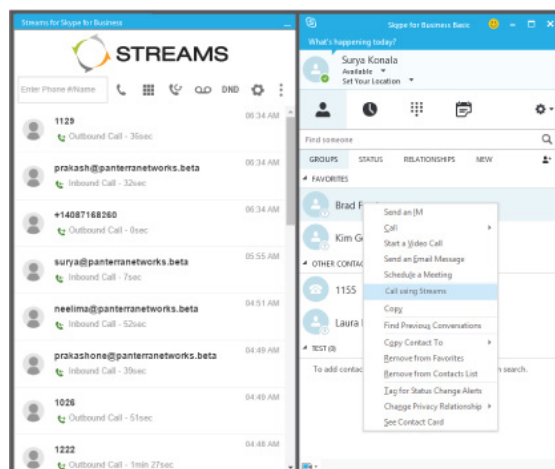 Streams for Skype for Business
STREAMS
Enter Phone #/Name
DND
1129
06:34 AM
Outbound Call - 36sec
prakash@panterranetworks.beta
06:34 AM
Inbound Call - 32sec
+14087168260
06:34 AM
Outbound Call - 0sec
surya@panterranetworks.beta
05:55 AM
Inbound Call - 7sec
neelima@panterranetworks.beta
04:51 AM
Inbound Call - 52sec
prakashone@panterranetworks.beta
04:49 AM
Inbound Call - 39sec
1026
04:49 AM
Outbound Call - 51sec
1222
04:48 AM
Outbound Call - 1min 27sec
Skype for Business Basic
What's happening today?
Surya Konala
Available
Set Your Location
Find someone
GROUPS STATUS RELATIONSHIPS NEW
FAVORITES
Brad
Kim G
OTHER CONTAC
1155
Laura
TEST (0)
To add contac
search.
Send an IM
Call
Start a Video Call
Send an Email Message
Schedule a Meeting
Call using Streams
Copy
Find Previous Conversations
Copy Contact To
Remove from Favorites
Remove from Contacts List
Tag for Status Change Alerts
Change Privacy Relationship
See Contact Card